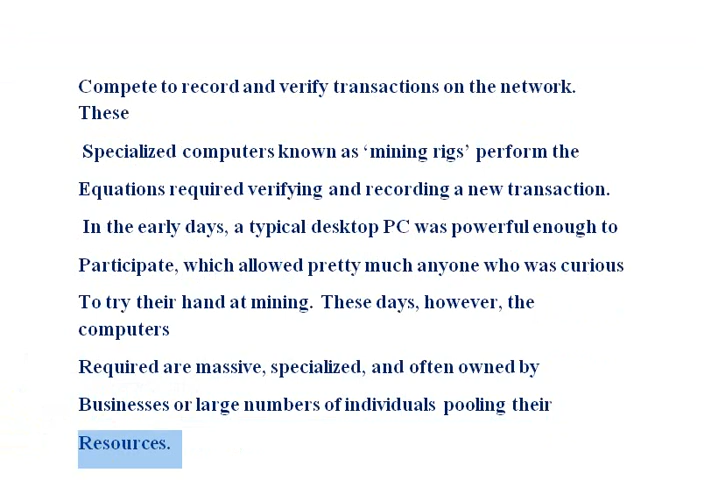 Compete to record and verify transactions on the network.
These
Specialized computers known as ‘mining rigs’ perform the
Equations required verifying and recording a new transaction.
In the early days, a typical desktop PC was powerful enough to
Participate, which allowed pretty much anyone who was curious
To try their hand at mining. These days, however, the
computers
Required are massive, specialized, and often owned by
Businesses or large numbers of individuals pooling their
Resources.